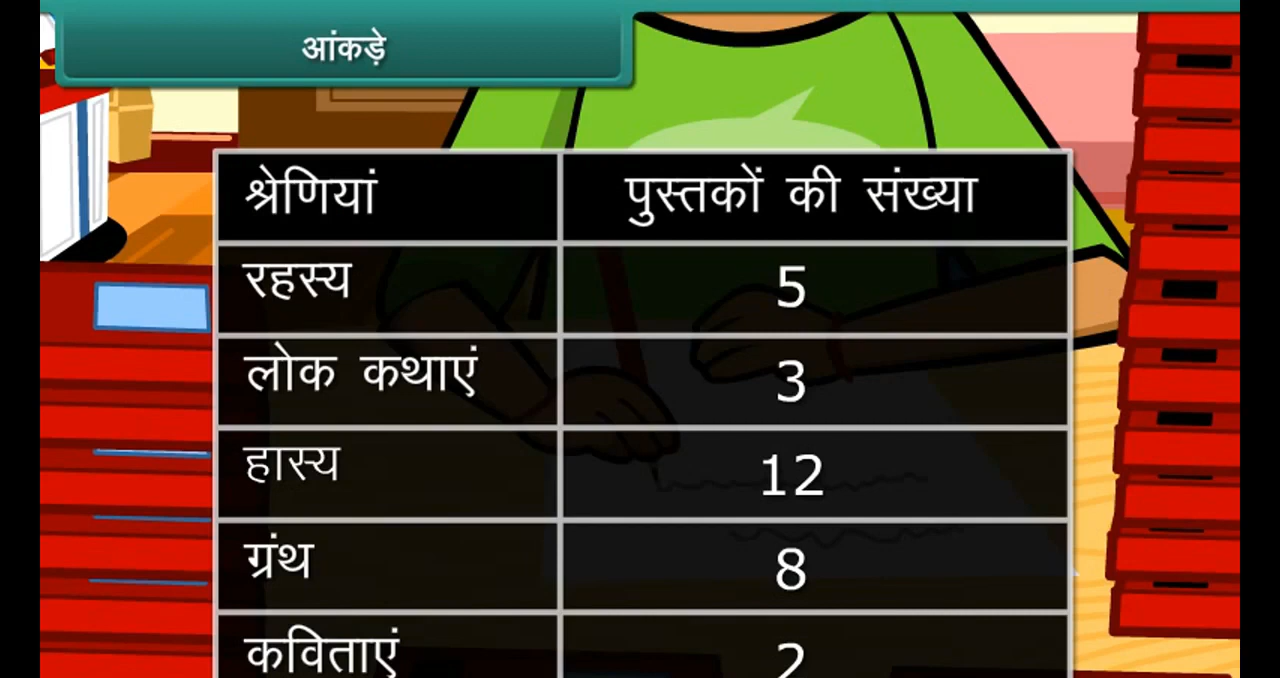 आंकड़े
श्रेणियां पुस्तकों की संख्या
रहस्य 5
लोक कथाएं 3
हास्य 12
ग्रंथ 8
कविताएं 2